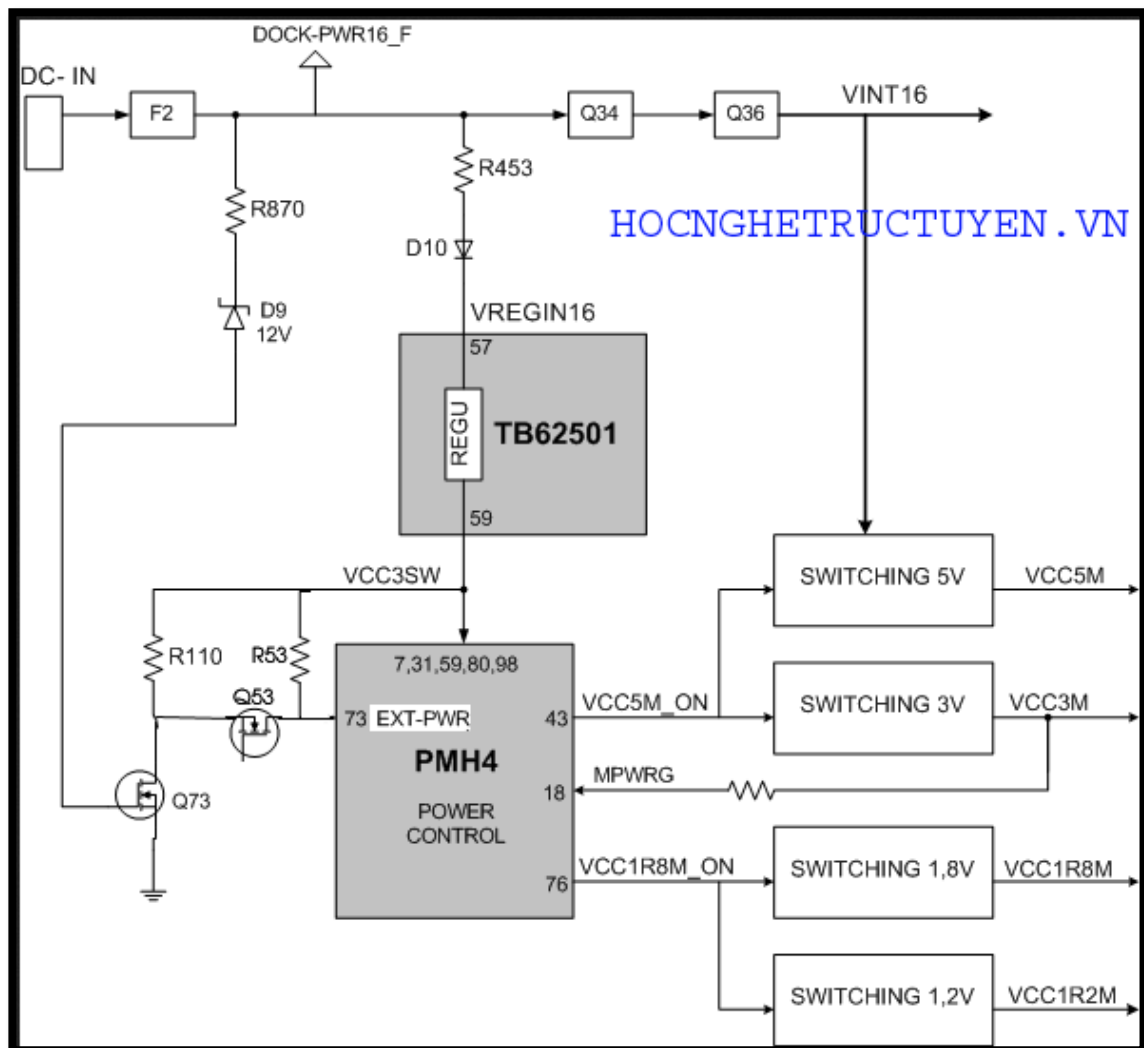 DOCK-PWR16_F
DC- IN
F2
Q34
Q36
VINT16
R453
R870
HOCNGHETRUCTUYEN.VN
D10
D9
12V
VREGIN16
57
REGU
TB62501
59
VCC3SW
SWITCHING 5V
VCC5M
R110
R53
7,31,59,80,98
Q53
73
EXT-PWR
43
VCC5M_ON
SWITCHING 3V
VCC3M
PMH4
MPWRG
18
Q73
POWER
CONTROL
VCC1R8M_ON
76
SWITCHING 1,8V
VCC1R8M
SWITCHING 1,2V
VCC1R2M